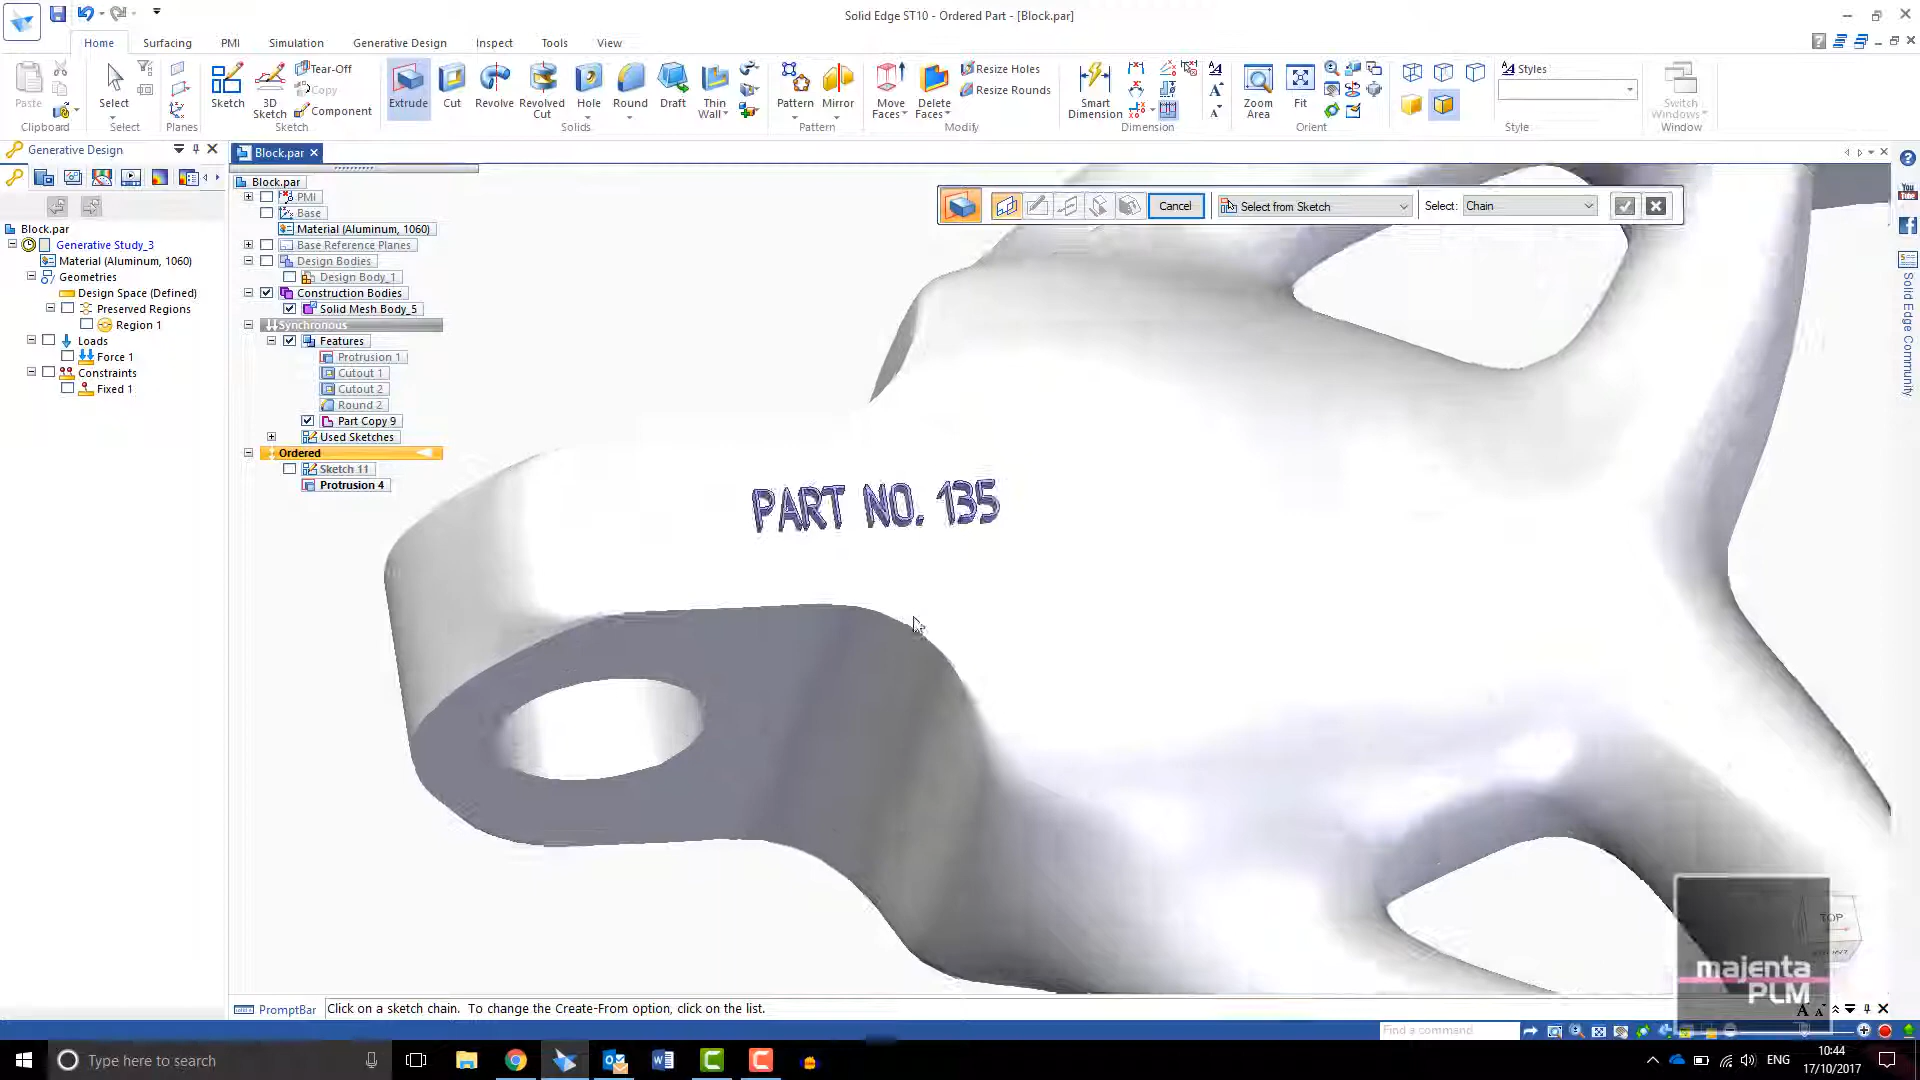 Solid Edge ST10 - Ordered Part - [Block.par]
Home Surfacing PMI Simulation Generative Design Inspect Tools View
Paste
Clipboard
Select
Select
Planes
Sketch
3D Sketch
Tear-Off
Copy
Component
Sketch
Extrude
Cut
Revolve
Revolved Cut
Hole
Round
Draft
Thin Wall
Solids
Pattern
Mirror
Pattern
Move Faces
Delete Faces
Resize Holes
Resize Rounds
Modify
Smart Dimension
Dimension
Zoom Area
Fit
Orient
Styles
Style
Switch Windows
Window
Generative Design
Block.par
Generative Study_3
Material (Aluminum, 1060)
Geometries
Design Space (Defined)
Preserved Regions
Region 1
Loads
Force 1
Constraints
Fixed 1
Block.par
Block.par
PMI
Base
Material (Aluminum, 1060)
Base Reference Planes
Design Bodies
Design Body_1
Construction Bodies
Solid Mesh Body_5
Synchronous
Features
Protrusion 1
Cutout 1
Cutout 2
Round 2
Part Copy 9
Used Sketches
Ordered
Sketch 11
Protrusion 4
Cancel
Select from Sketch
Select:
Chain
PART NO. 135
You
Solid Edge Community
TOP
FRONT
majenta
PLM
PromptBar
Click on a sketch chain. To change the Create-From option, click on the list.
Find a command
Type here to search
ENG
10:44
17/10/2017